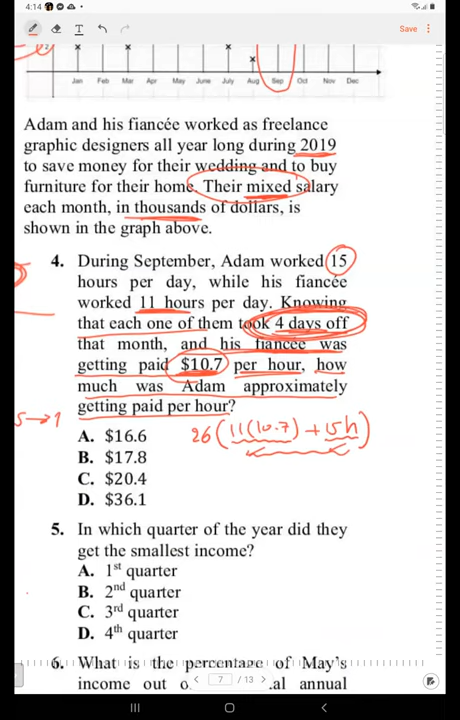 4:14
Save
Jan Feb Mar Apr May June July Aug Sep Oct Nov Dec
Adam and his fiancée worked as freelance
graphic designers all year long during 2019
to save money for their wedding and to buy
furniture for their home. Their mixed salary
each month, in thousands of dollars, is
shown in the graph above.
4. During September, Adam worked 15
hours per day, while his fiancée
worked 11 hours per day. Knowing
that each one of them took 4 days off
that month, and his fiancée was
getting paid $10.7 per hour, how
much was Adam approximately
getting paid per hour?
A. $16.6
B. $17.8
C. $20.4
D. $36.1
26 (11(10.7) + 15h)
5. In which quarter of the year did they
get the smallest income?
A. 1st quarter
B. 2nd quarter
C. 3rd quarter
D. 4th quarter
6. What is the percentage of May's
income out o. .al annual
< 7 / 13 >